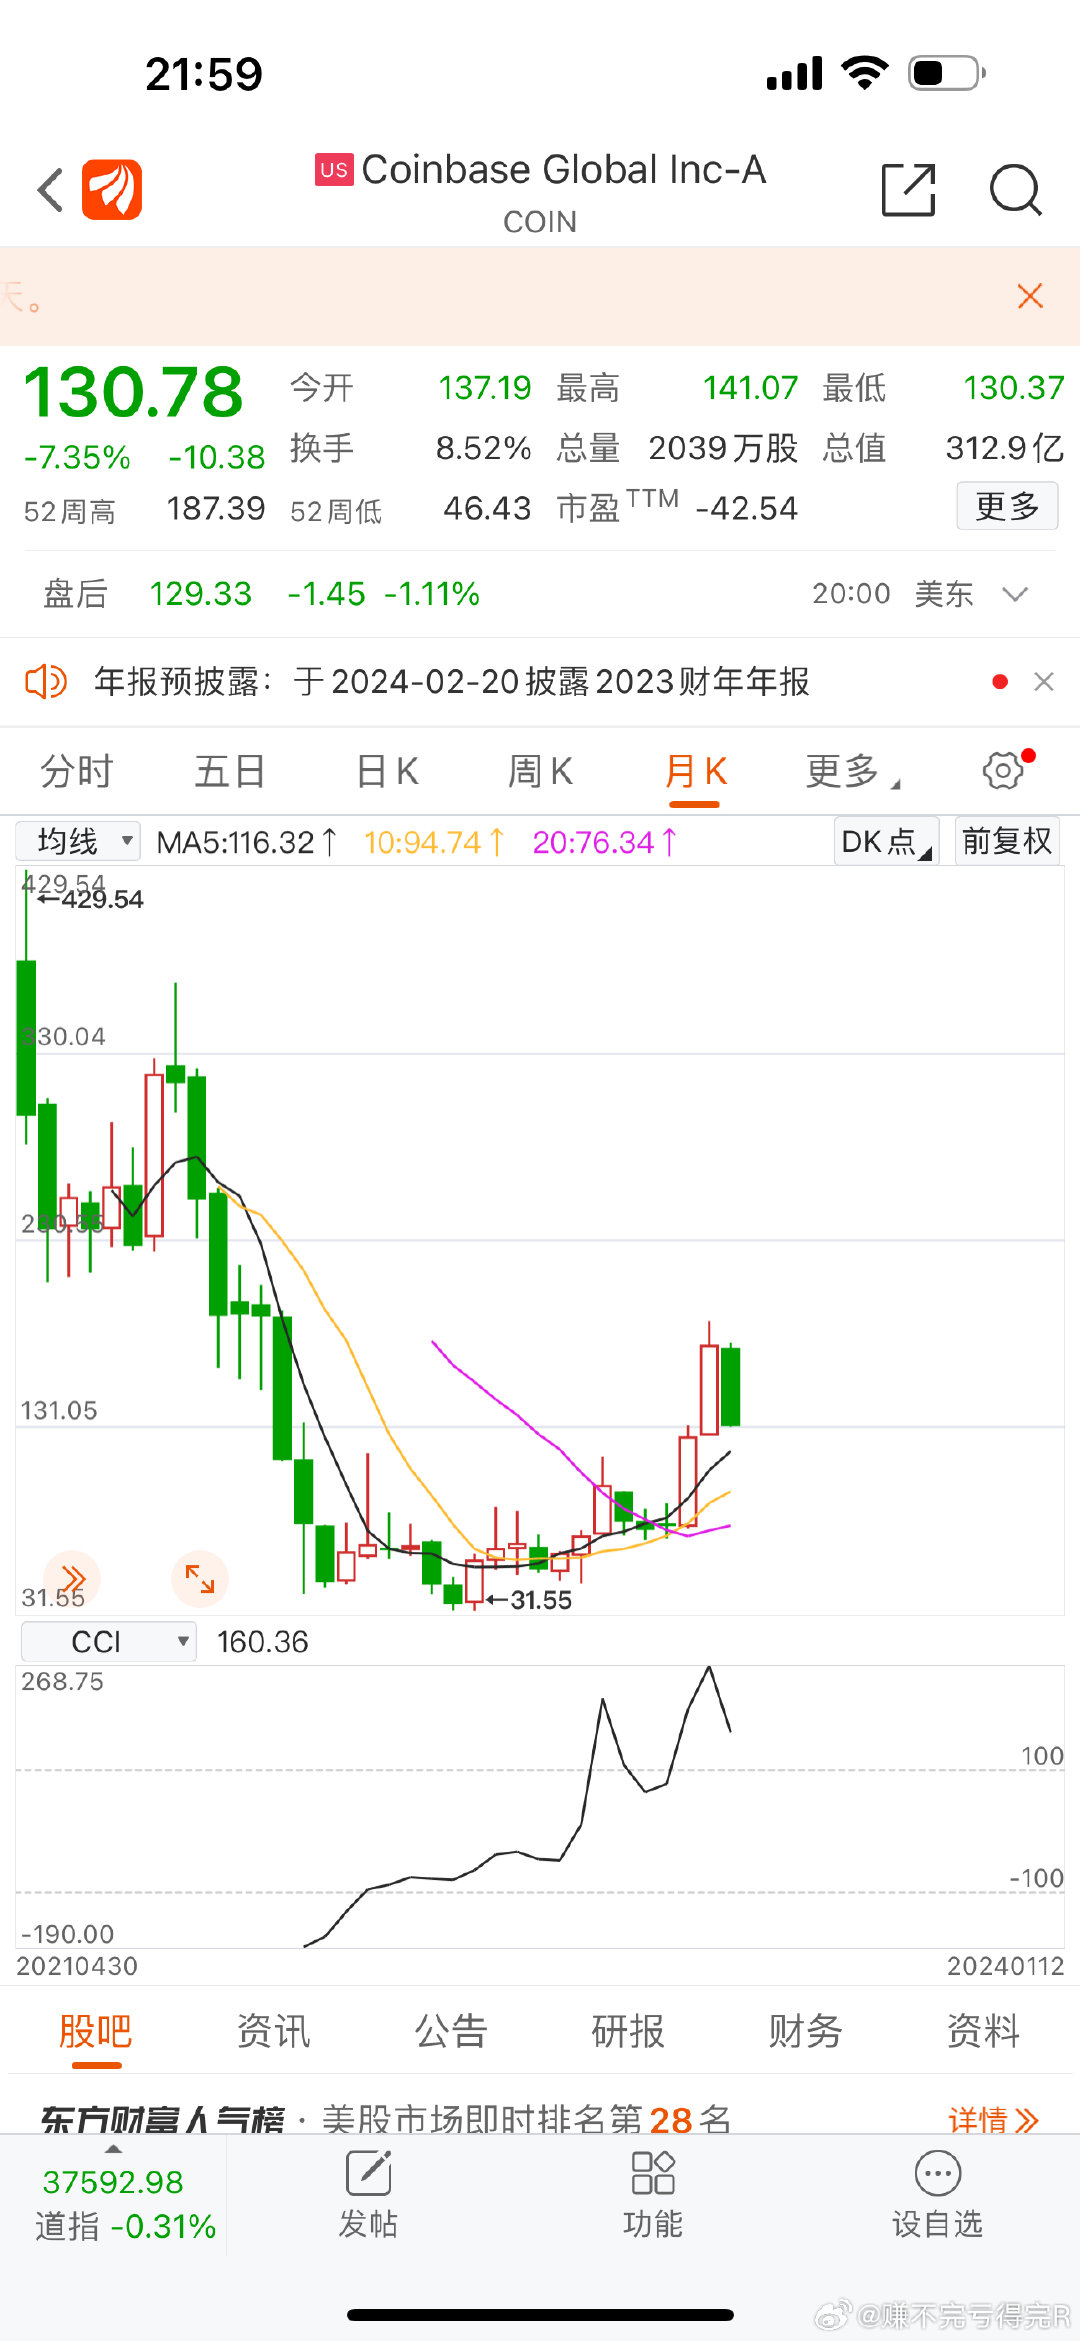 21:59
US Coinbase Global Inc-A
COIN
天。
130.78 今开 137.19 最高 141.07 最低 130.37
-7.35% -10.38 换手 8.52% 总量 2039万股 总值 312.9亿
52周高 187.39 52周低 46.43 市盈TTM -42.54 更多
盘后 129.33 -1.45 -1.11% 20:00 美东
年报预披露：于2024-02-20披露2023财年年报
分时 五日 日K 周K 月K 更多
均线 MA5:116.32↑ 10:94.74↑ 20:76.34↑ DK点 前复权
429.54
←429.54
330.04
230.55
131.05
31.55
←31.55
CCI 160.36
268.75
100
-100
-190.00
20210430 20240112
股吧 资讯 公告 研报 财务 资料
东方财富人气榜 · 美股市场即时排名第28名 详情
37592.98
道指 -0.31% 发帖 功能 设自选
@赚不完亏得完R